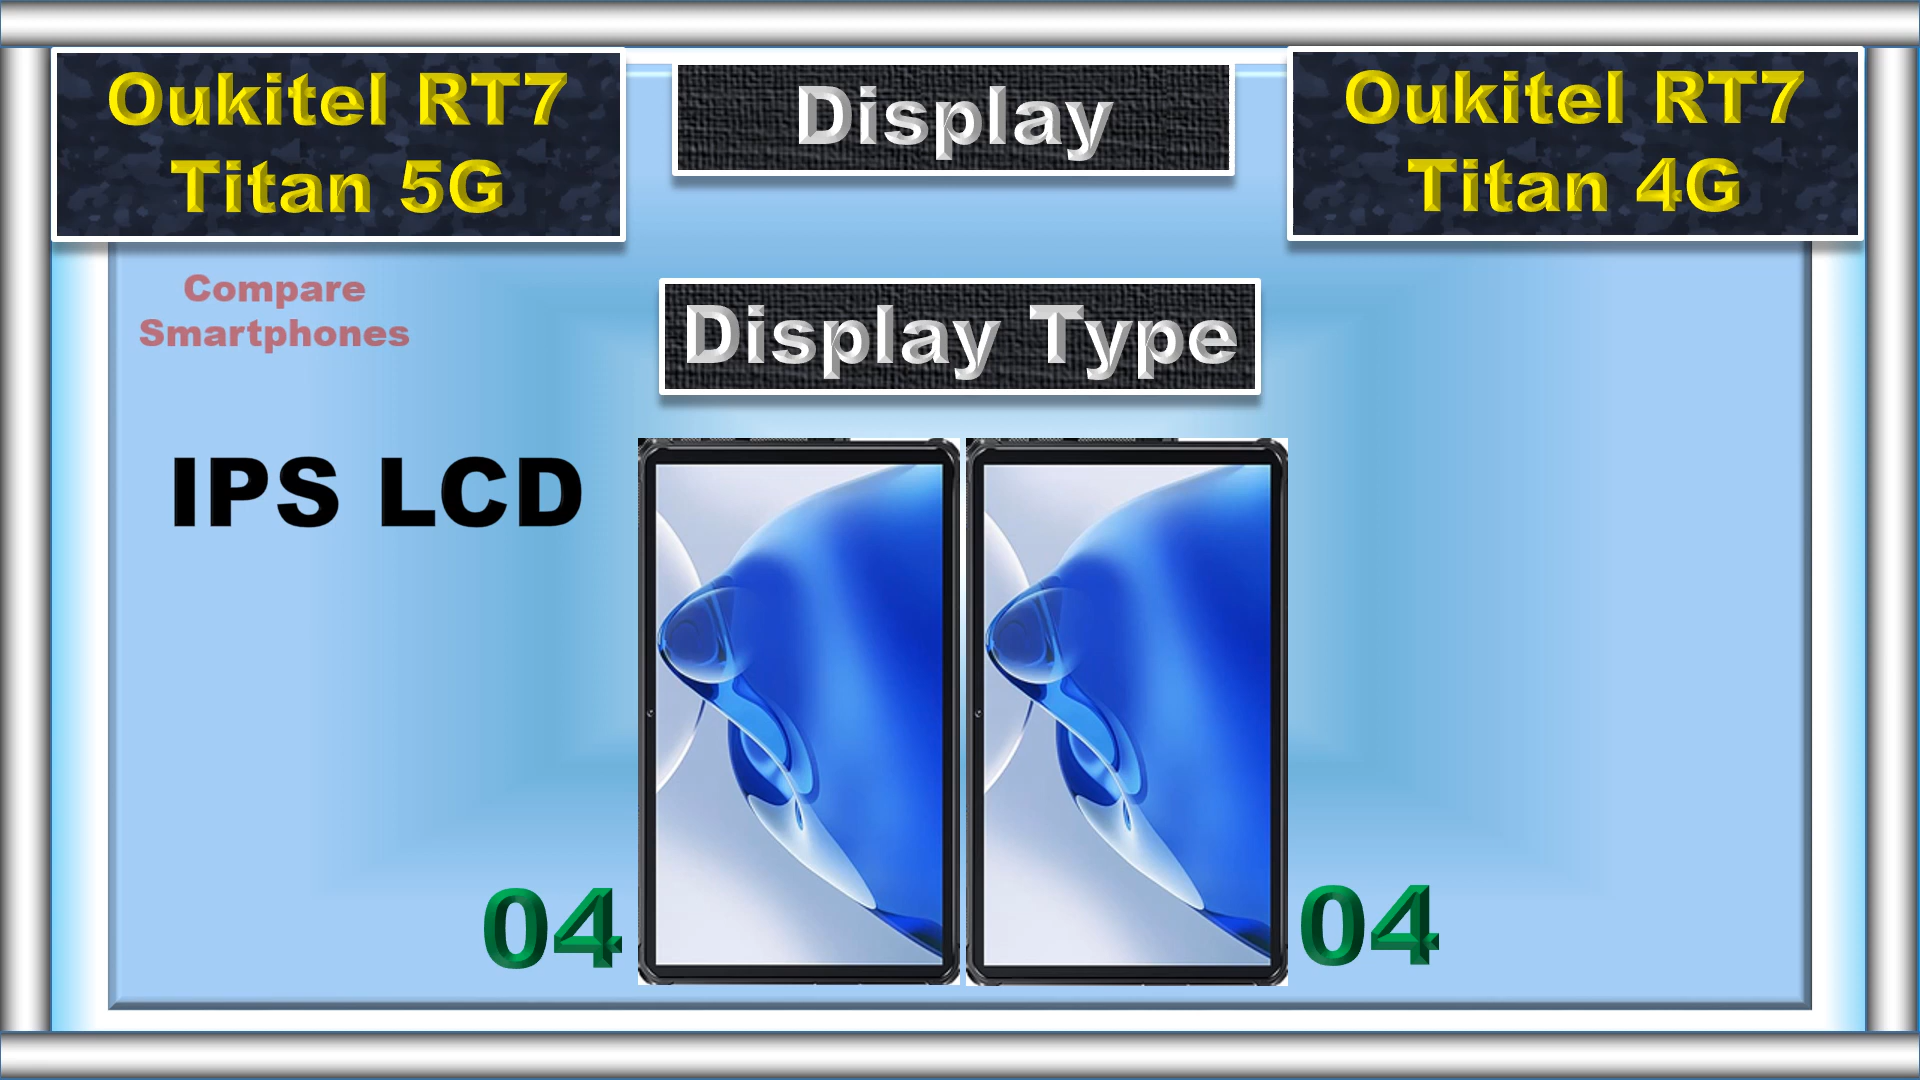 Oukitel RT7
Titan 5G
Display
Oukitel RT7
Titan 4G
Compare
Smartphones
Display Type
IPS LCD
04
04